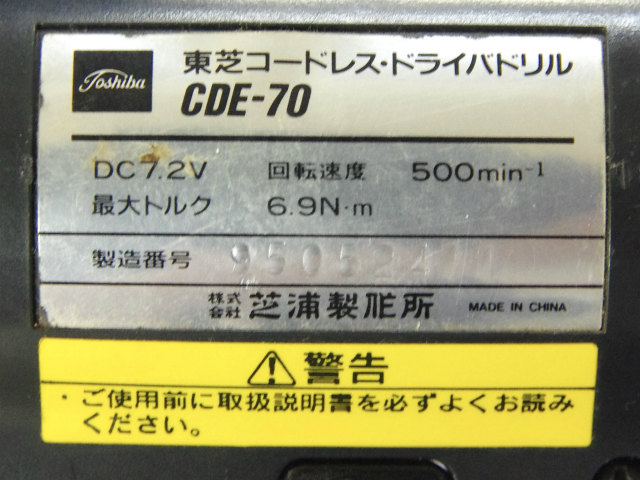 Toshiba
東芝コードレス・ドライバドリル
CDE-70
DC7.2V 回転速度 500min-1
最大トルク 6.9N・m
製造番号
株式会社 芝浦製作所 MADE IN CHINA
⚠警告
・ご使用前に取扱説明書を必ずよくお読み
ください。